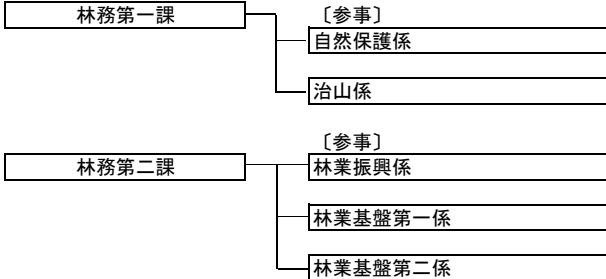 林務第一課
〔参事〕
自然保護係
治山係
〔参事〕
林務第二課
林業振興係
林業基盤第一係
林業基盤第二係